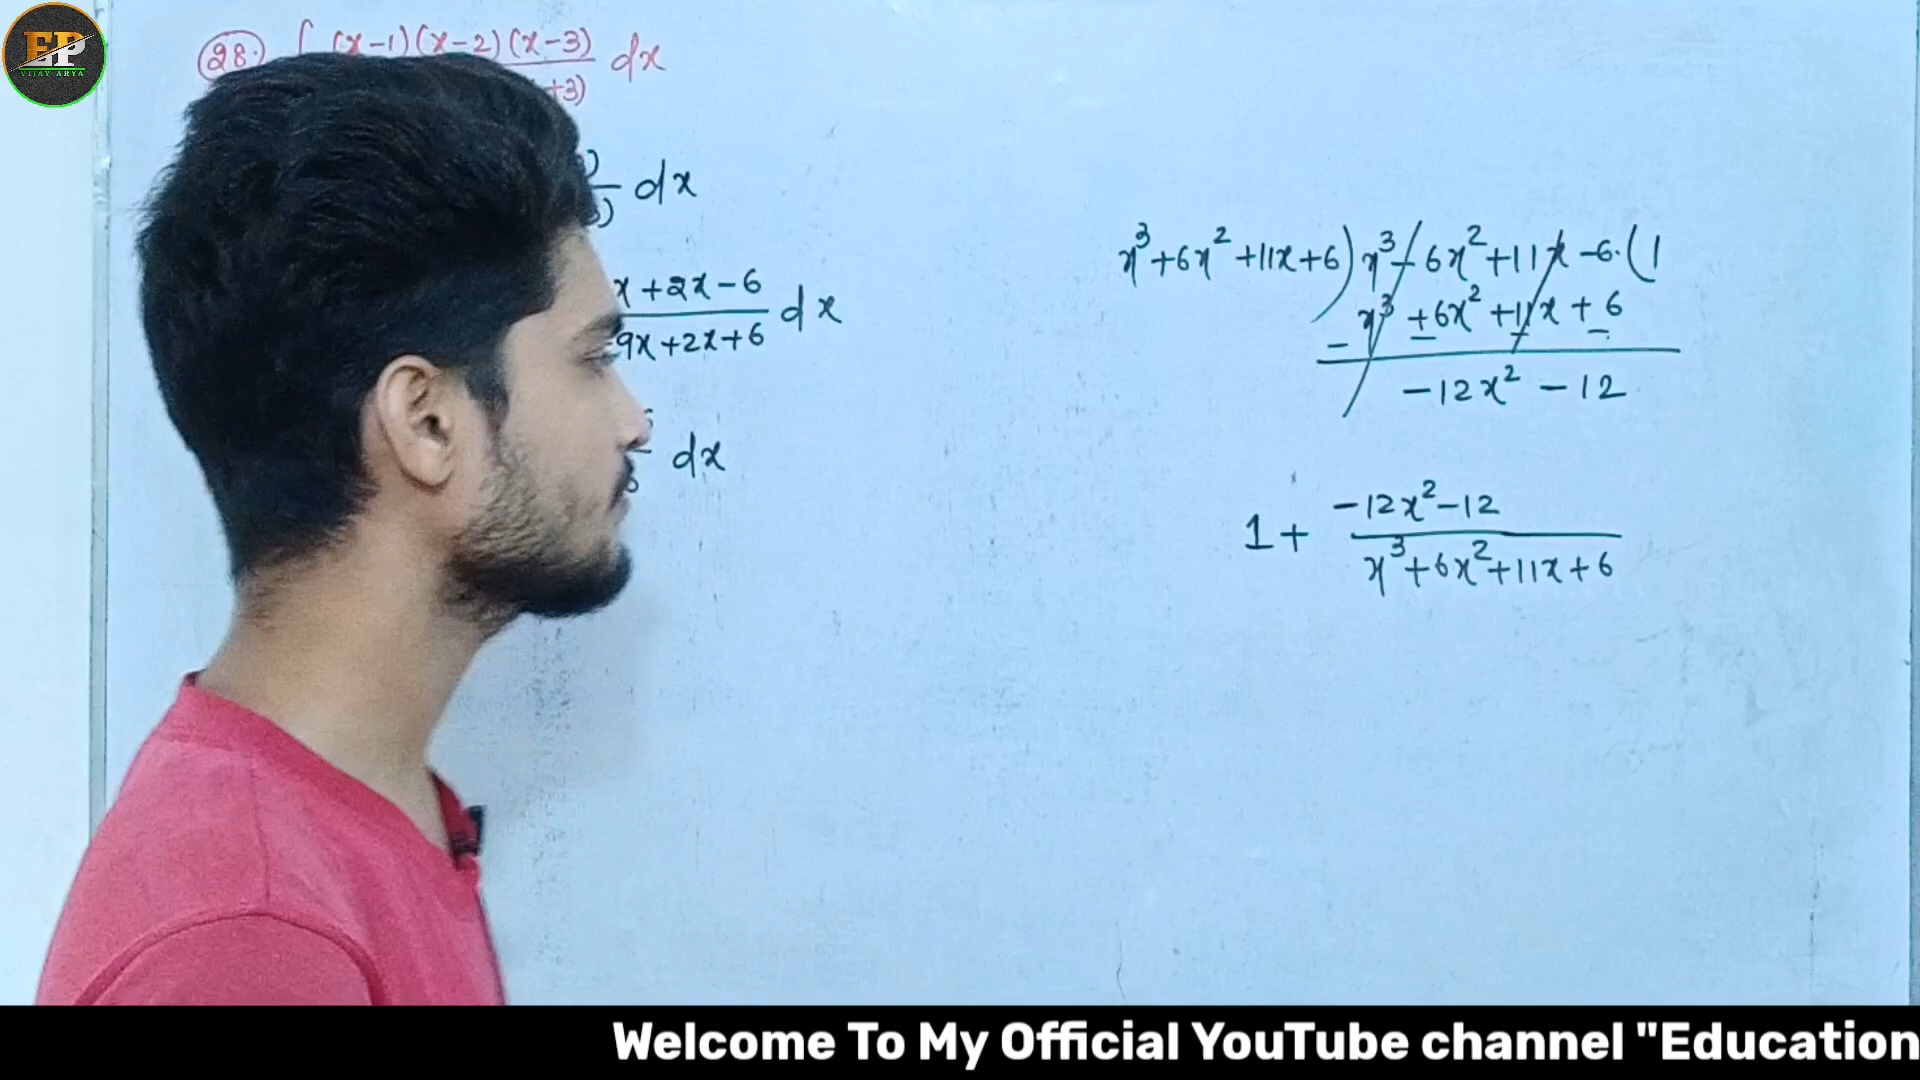 EP
VIJAY ARYA
28. ∫ (x-1)(x-2)(x-3) dx
+3)
dx
3)
x+2x-6 dx
9x+2x+6
dx
x³+6x²+11x+6)x³-6x²+11x-6(1
x³+6x²+11x+6
- - - -
-12x² -12
1+ -12x²-12
x³+6x²+11x+6
Welcome To My Official YouTube channel "Education